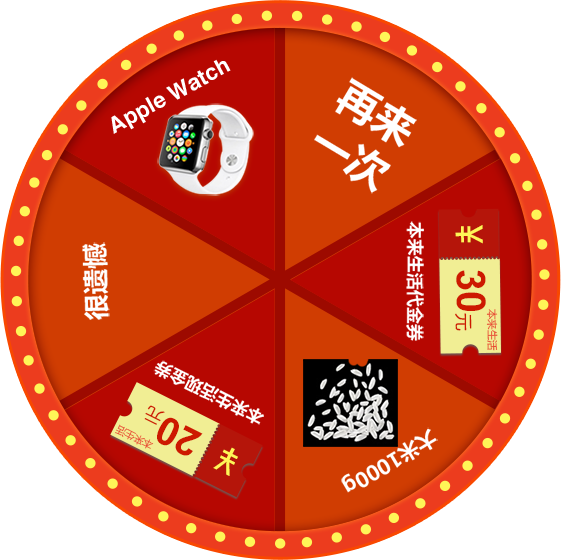 Apple Watch
再来
一次
本来生活代金券
¥
30元
本来生活
大米1000g
本来生活现金券
¥
20元
本来生活
很遗憾